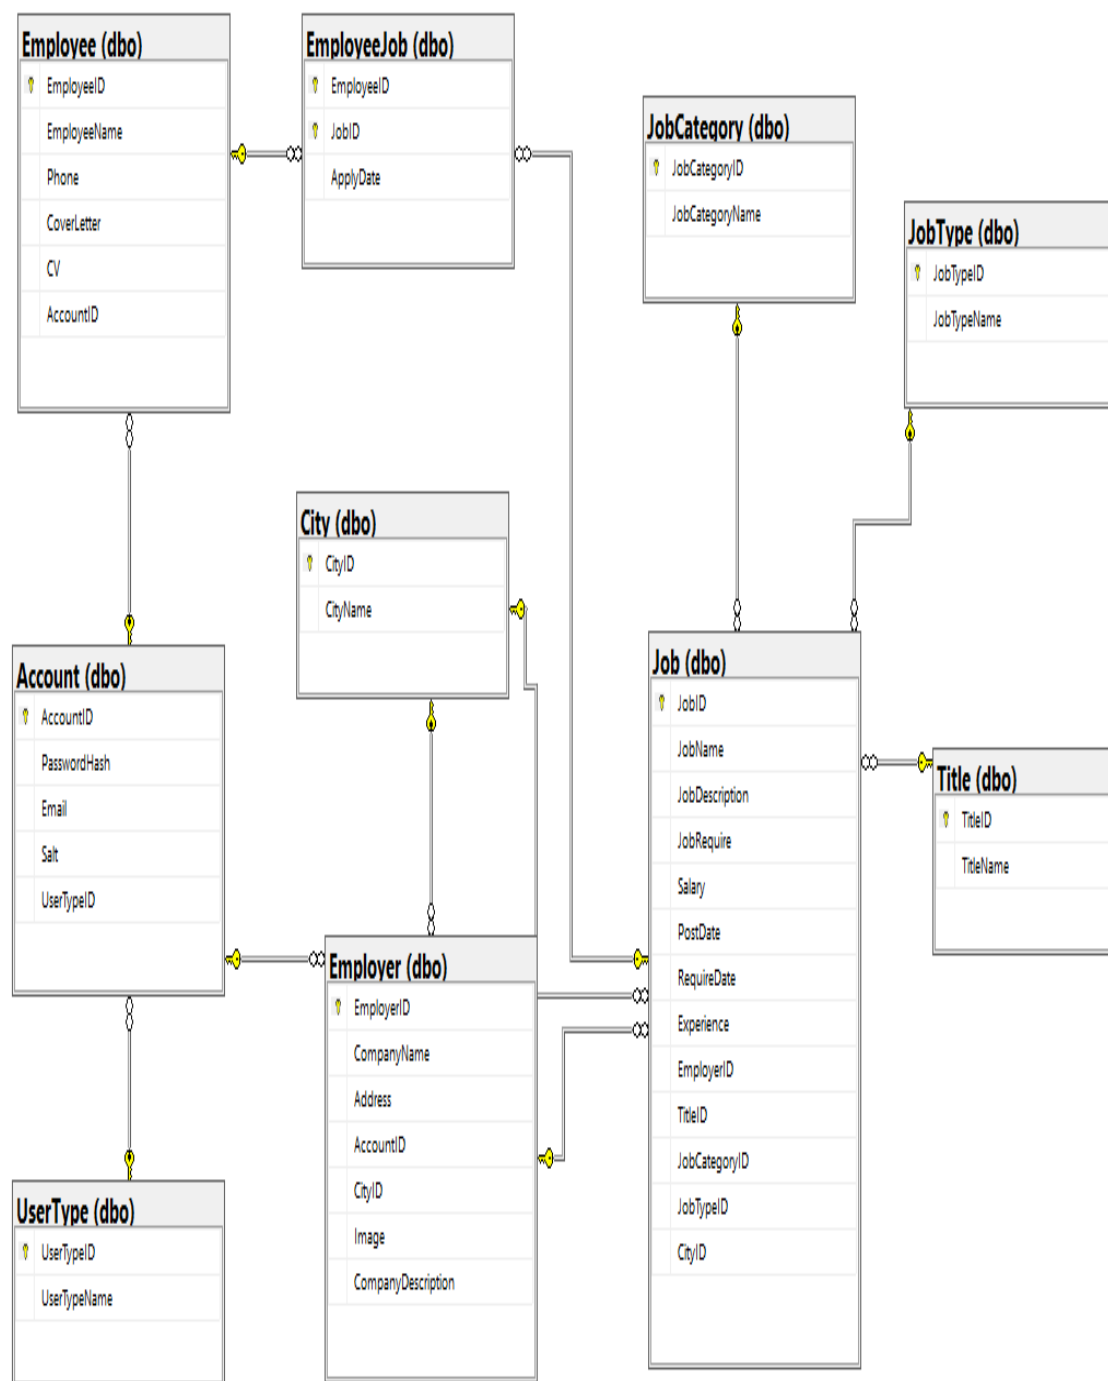 Employee (dbo)
EmployeeID
EmployeeName
Phone
CoverLetter
CV
AccountID
EmployeeJob (dbo)
EmployeeID
JobID
ApplyDate
JobCategory (dbo)
JobCategoryID
JobCategoryName
JobType (dbo)
JobTypeID
JobTypeName
City (dbo)
CityID
CityName
Account (dbo)
AccountID
PasswordHash
Email
Salt
UserTypeID
Job (dbo)
JobID
JobName
JobDescription
JobRequire
Salary
PostDate
RequireDate
Experience
EmployerID
TitleID
JobCategoryID
JobTypeID
CityID
Title (dbo)
TitleID
TitleName
Employer (dbo)
EmployerID
CompanyName
Address
AccountID
CityID
Image
CompanyDescription
UserType (dbo)
UserTypeID
UserTypeName